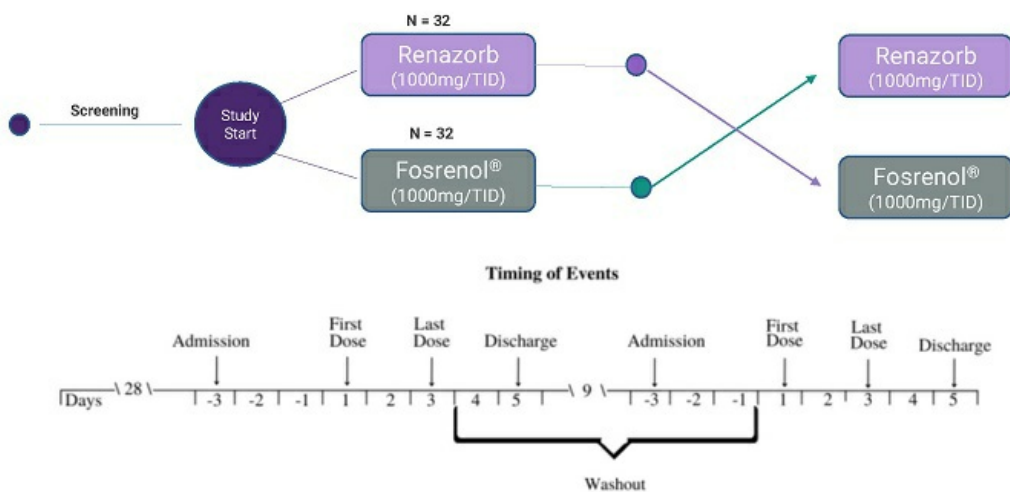 N = 32
Renazorb
(1000mg/TID)
Renazorb
(1000mg/TID)
Screening
Study
Start
N = 32
Fosrenol®
(1000mg/TID)
Fosrenol®
(1000mg/TID)
Timing of Events
Admission First Dose Last Dose Discharge Admission First Dose Last Dose Discharge
Days 28 -3 -2 -1 1 2 3 4 5 9 -3 -2 -1 1 2 3 4 5
Washout